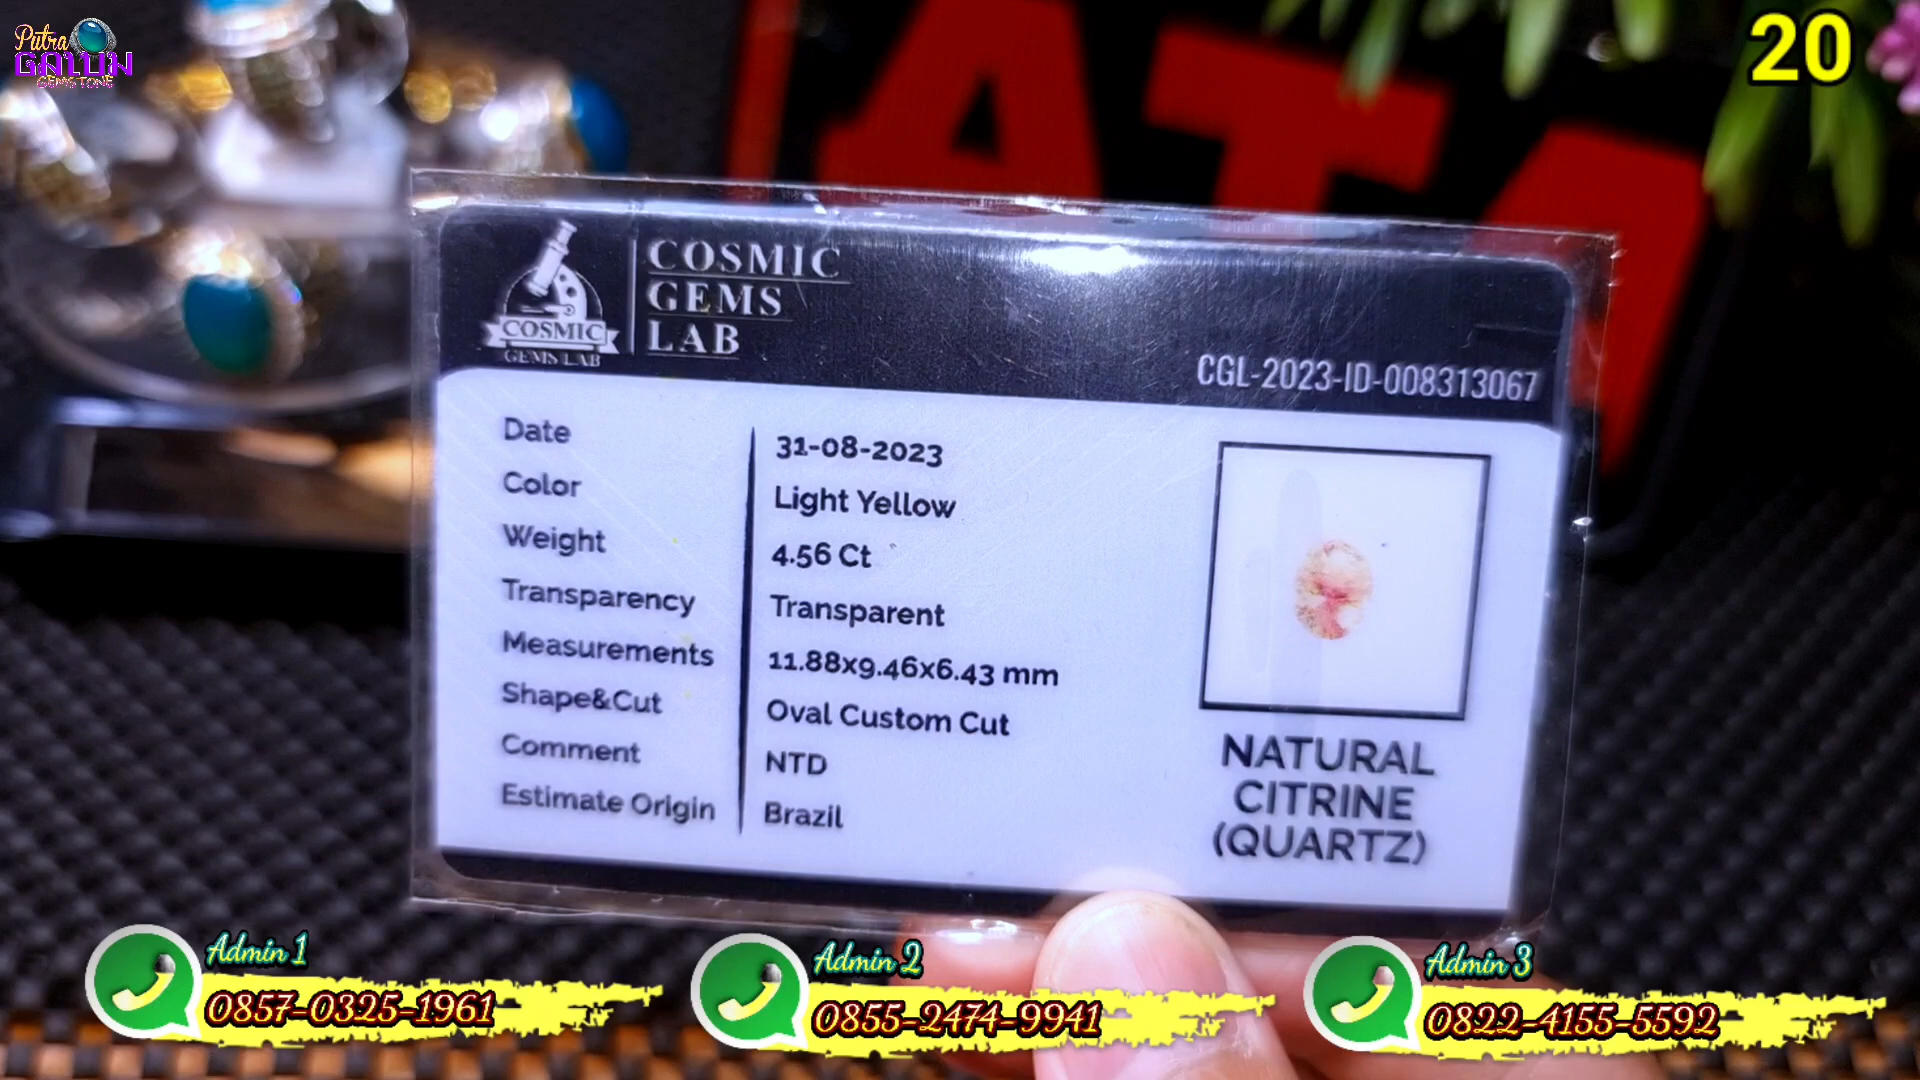 Putra
GALUN
GEMSTONE
20
ATA
COSMIC
GEMS LAB
COSMIC
GEMS
LAB
CGL-2023-ID-008313067
Date 31-08-2023
Color Light Yellow
Weight 4.56 Ct
Transparency Transparent
Measurements 11.88x9.46x6.43 mm
Shape&Cut Oval Custom Cut
Comment NTD
Estimate Origin Brazil
NATURAL
CITRINE
(QUARTZ)
Admin 1
0857-0325-1961
Admin 2
0855-2474-9941
Admin 3
0822-4155-5592